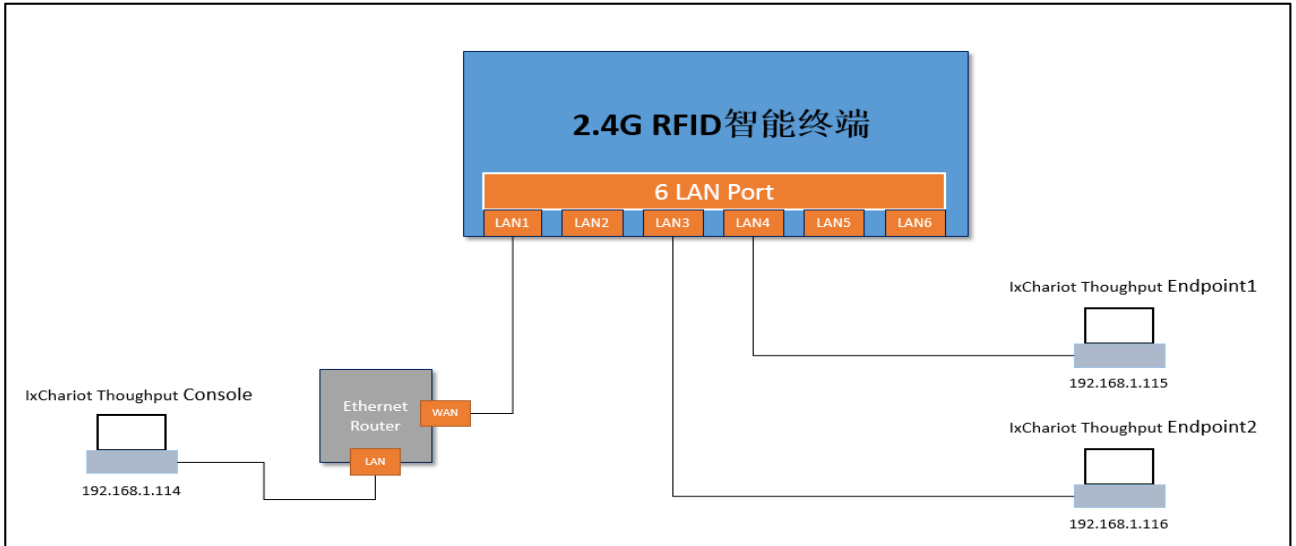 2.4G RFID智能终端
6 LAN Port
LAN1 LAN2 LAN3 LAN4 LAN5 LAN6
IxChariot Thoughput Endpoint1
192.168.1.115
IxChariot Thoughput Console
192.168.1.114
Ethernet
Router
WAN
LAN
IxChariot Thoughput Endpoint2
192.168.1.116